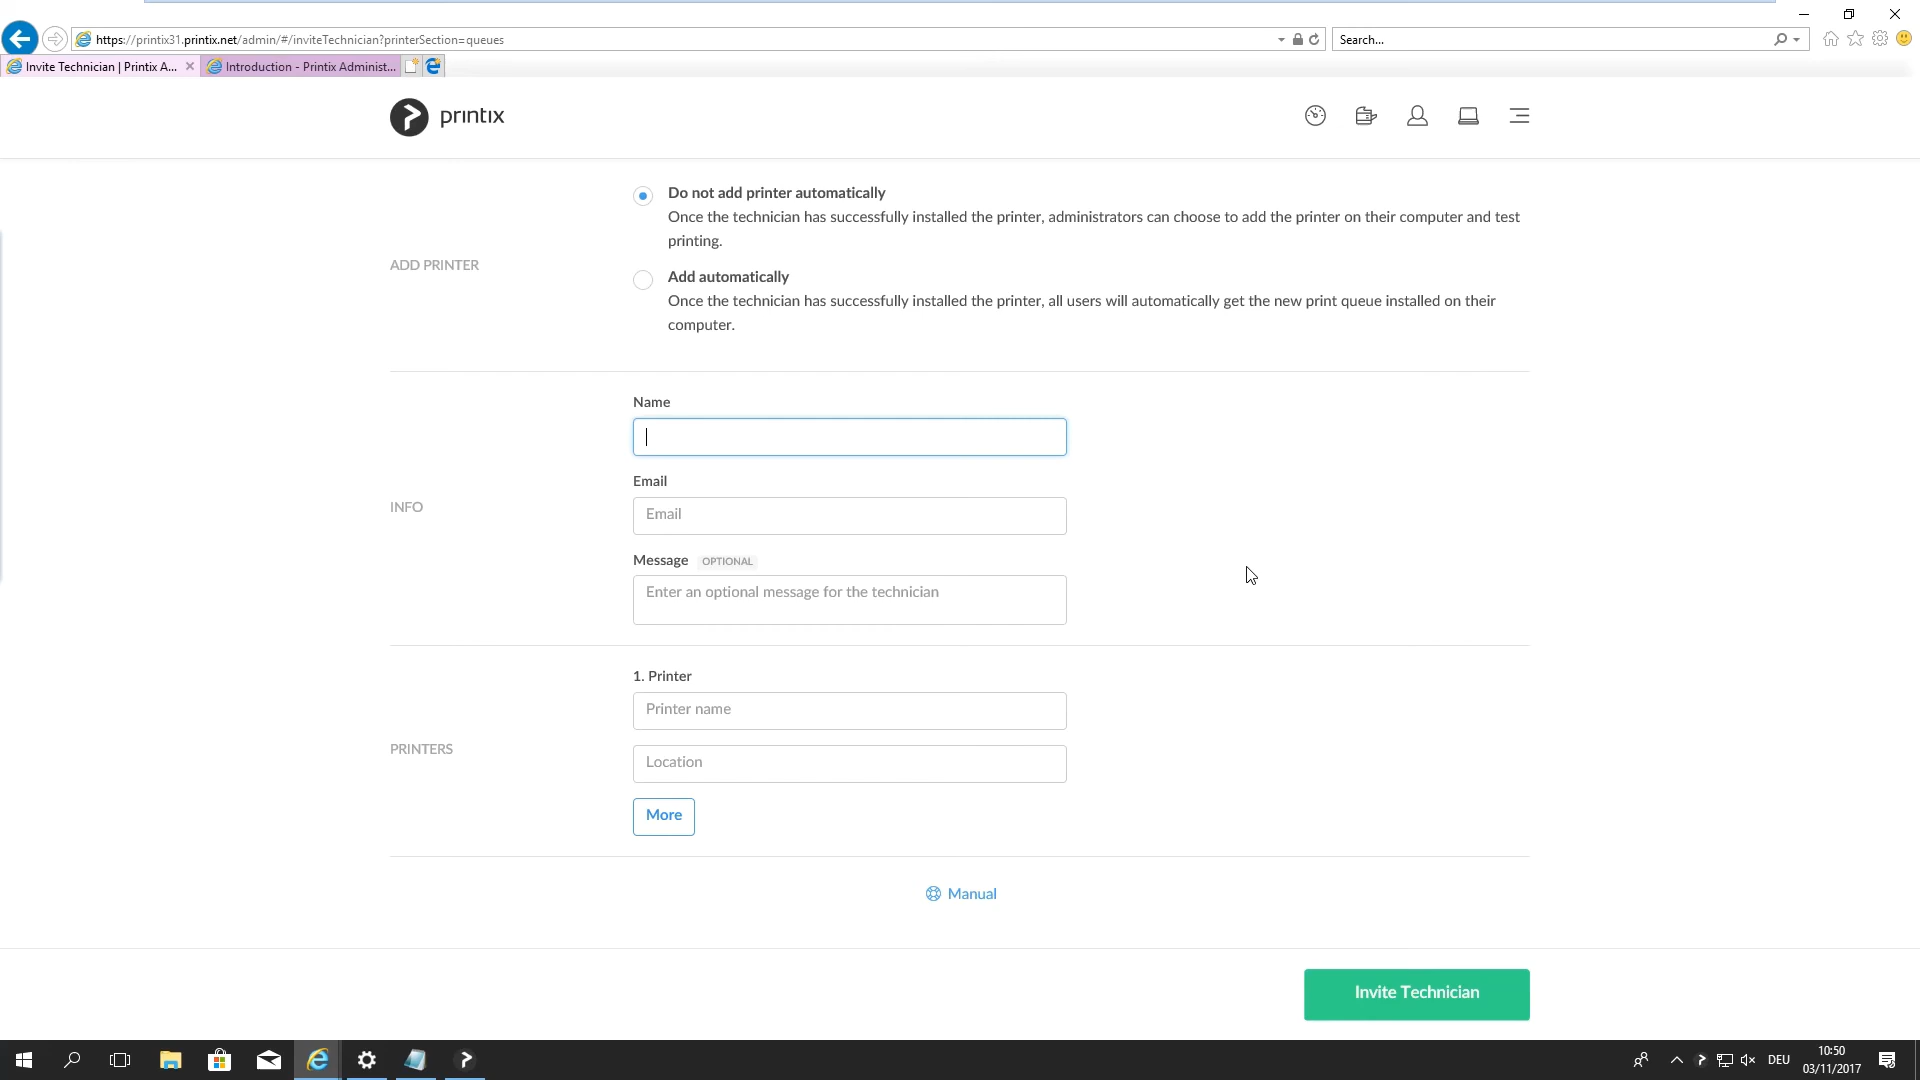 https://printix31.printix.net/admin/#/inviteTechnician?printerSection=queues
Search...
Invite Technician | Printix A...
Introduction - Printix Administ...
printix
ADD PRINTER
Do not add printer automatically
Once the technician has successfully installed the printer, administrators can choose to add the printer on their computer and test
printing.
Add automatically
Once the technician has successfully installed the printer, all users will automatically get the new print queue installed on their
computer.
INFO
Name
Email
Email
Message OPTIONAL
Enter an optional message for the technician
PRINTERS
1. Printer
Printer name
Location
More
Manual
Invite Technician
DEU
10:50
03/11/2017